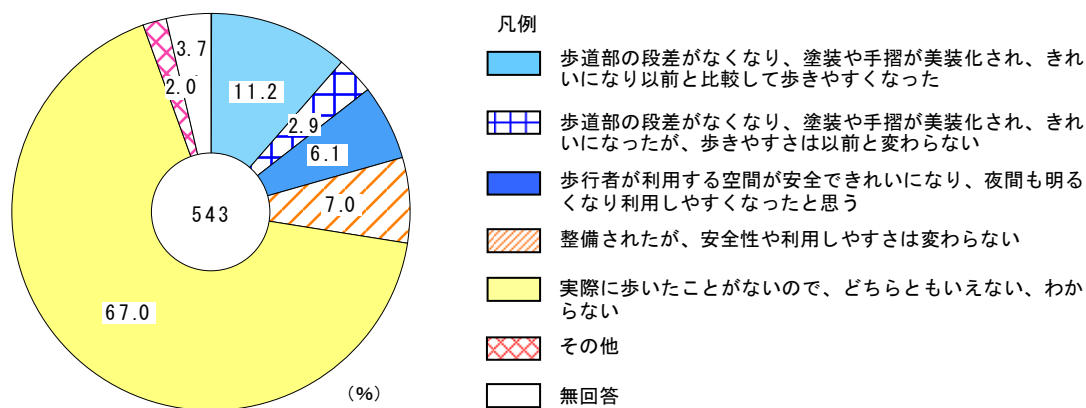 3.7
2.0
11.2
2.9
6.1
7.0
543
67.0
(%)
凡例
歩道部の段差がなくなり、塗装や手摺が美装化され、きれ
いになり以前と比較して歩きやすくなった
歩道部の段差がなくなり、塗装や手摺が美装化され、きれ
いになったが、歩きやすさは以前と変わらない
歩行者が利用する空間が安全できれいになり、夜間も明る
くなり利用しやすくなったと思う
整備されたが、安全性や利用しやすさは変わらない
実際に歩いたことがないので、どちらともいえない、わか
らない
その他
無回答